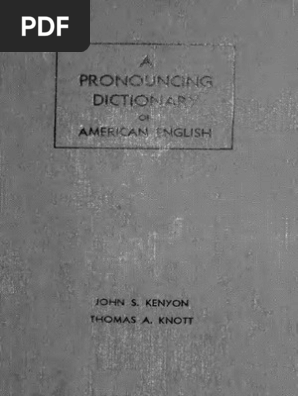 PDF
A
PRONOUNCING
DICTIONARY
OF
AMERICAN ENGLISH
JOHN S. KENYON
THOMAS A. KNOTT